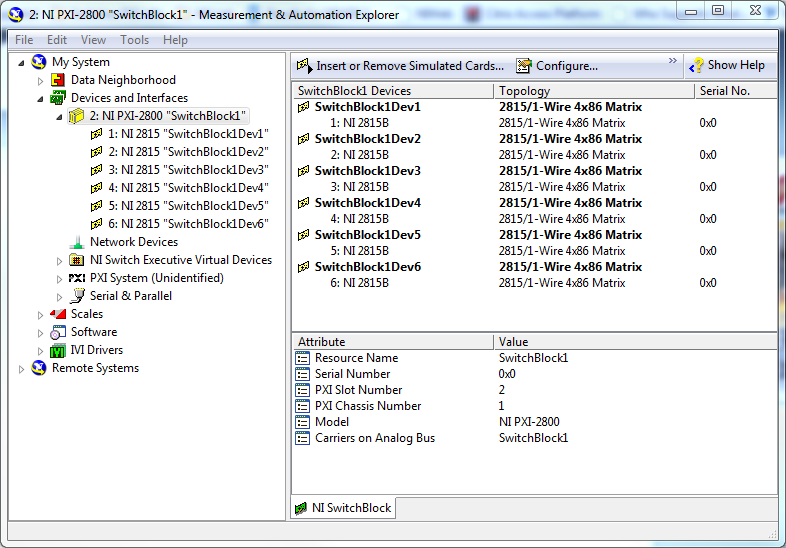 2: NI PXI-2800 "SwitchBlock1" - Measurement & Automation Explorer
File Edit View Tools Help
My System
Data Neighborhood
Devices and Interfaces
2: NI PXI-2800 "SwitchBlock1"
1: NI 2815 "SwitchBlock1Dev1"
2: NI 2815 "SwitchBlock1Dev2"
3: NI 2815 "SwitchBlock1Dev3"
4: NI 2815 "SwitchBlock1Dev4"
5: NI 2815 "SwitchBlock1Dev5"
6: NI 2815 "SwitchBlock1Dev6"
Network Devices
NI Switch Executive Virtual Devices
PXI PXI System (Unidentified)
Serial & Parallel
Scales
Software
IVI Drivers
Remote Systems
Insert or Remove Simulated Cards... Configure... » Show Help
SwitchBlock1 Devices Topology Serial No.
SwitchBlock1Dev1 2815/1-Wire 4x86 Matrix
1: NI 2815B 2815/1-Wire 4x86 Matrix 0x0
SwitchBlock1Dev2 2815/1-Wire 4x86 Matrix
2: NI 2815B 2815/1-Wire 4x86 Matrix 0x0
SwitchBlock1Dev3 2815/1-Wire 4x86 Matrix
3: NI 2815B 2815/1-Wire 4x86 Matrix 0x0
SwitchBlock1Dev4 2815/1-Wire 4x86 Matrix
4: NI 2815B 2815/1-Wire 4x86 Matrix 0x0
SwitchBlock1Dev5 2815/1-Wire 4x86 Matrix
5: NI 2815B 2815/1-Wire 4x86 Matrix 0x0
SwitchBlock1Dev6 2815/1-Wire 4x86 Matrix
6: NI 2815B 2815/1-Wire 4x86 Matrix 0x0
Attribute Value
Resource Name SwitchBlock1
Serial Number 0x0
PXI Slot Number 2
PXI Chassis Number 1
Model NI PXI-2800
Carriers on Analog Bus SwitchBlock1
NI SwitchBlock